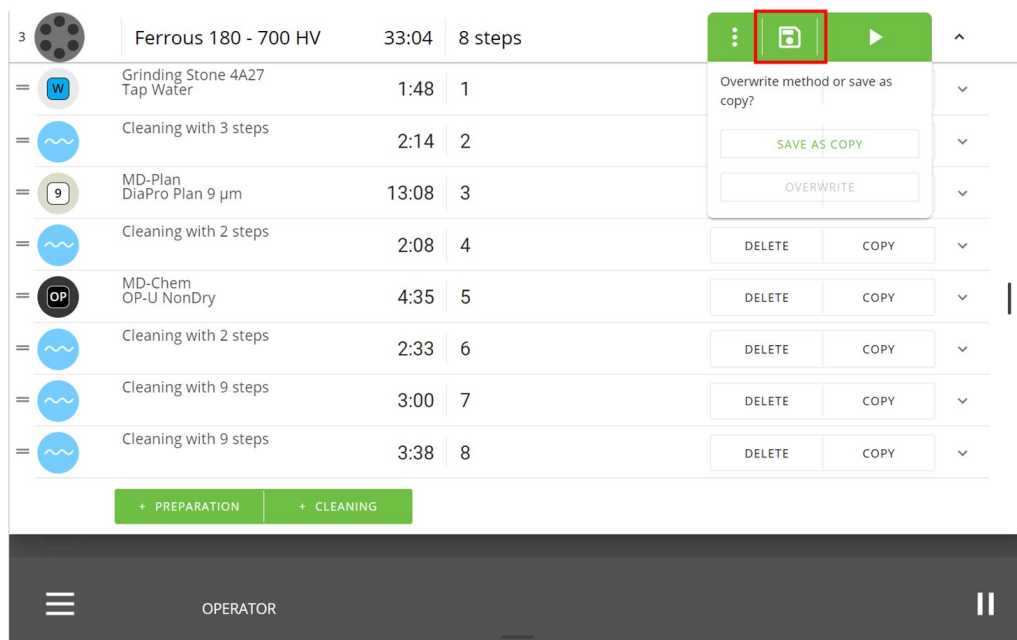 3 Ferrous 180 - 700 HV 33:04 8 steps
W Grinding Stone 4A27
Tap Water 1:48 1
Overwrite method or save as
copy?
Cleaning with 3 steps 2:14 2
SAVE AS COPY
9 MD-Plan
DiaPro Plan 9 µm 13:08 3
OVERWRITE
Cleaning with 2 steps 2:08 4 DELETE COPY
OP MD-Chem
OP-U NonDry 4:35 5 DELETE COPY
Cleaning with 2 steps 2:33 6 DELETE COPY
Cleaning with 9 steps 3:00 7 DELETE COPY
Cleaning with 9 steps 3:38 8 DELETE COPY
+ PREPARATION + CLEANING
OPERATOR